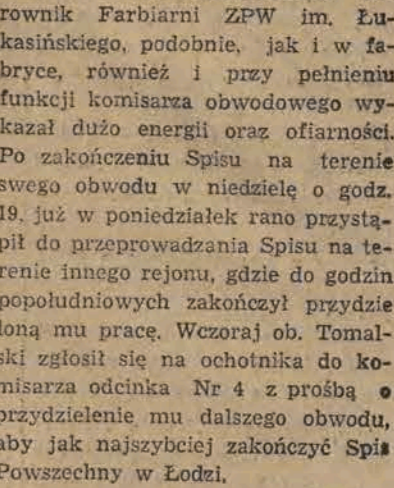 rownik Farbiarni ZPW im. Łu-
kasińskiego, podobnie, jak i w fa-
bryce, również i przy pełnieniu
funkcji komisarza obwodowego wy-
kazał dużo energii oraz ofiarności.
Po zakończeniu Spisu na terenie
swego obwodu w niedzielę o godz.
19, już w poniedziałek rano przystą-
pił do przeprowadzania Spisu na te-
renie innego rejonu, gdzie do godzin
popołudniowych zakończył przydzie
loną mu pracę. Wczoraj ob. Tomal-
ski zgłosił się na ochotnika do ko-
misarza odcinka Nr 4 z prośbą o
przydzielenie mu dalszego obwodu,
aby jak najszybciej zakończyć Spis
Powszechny w Łodzi.